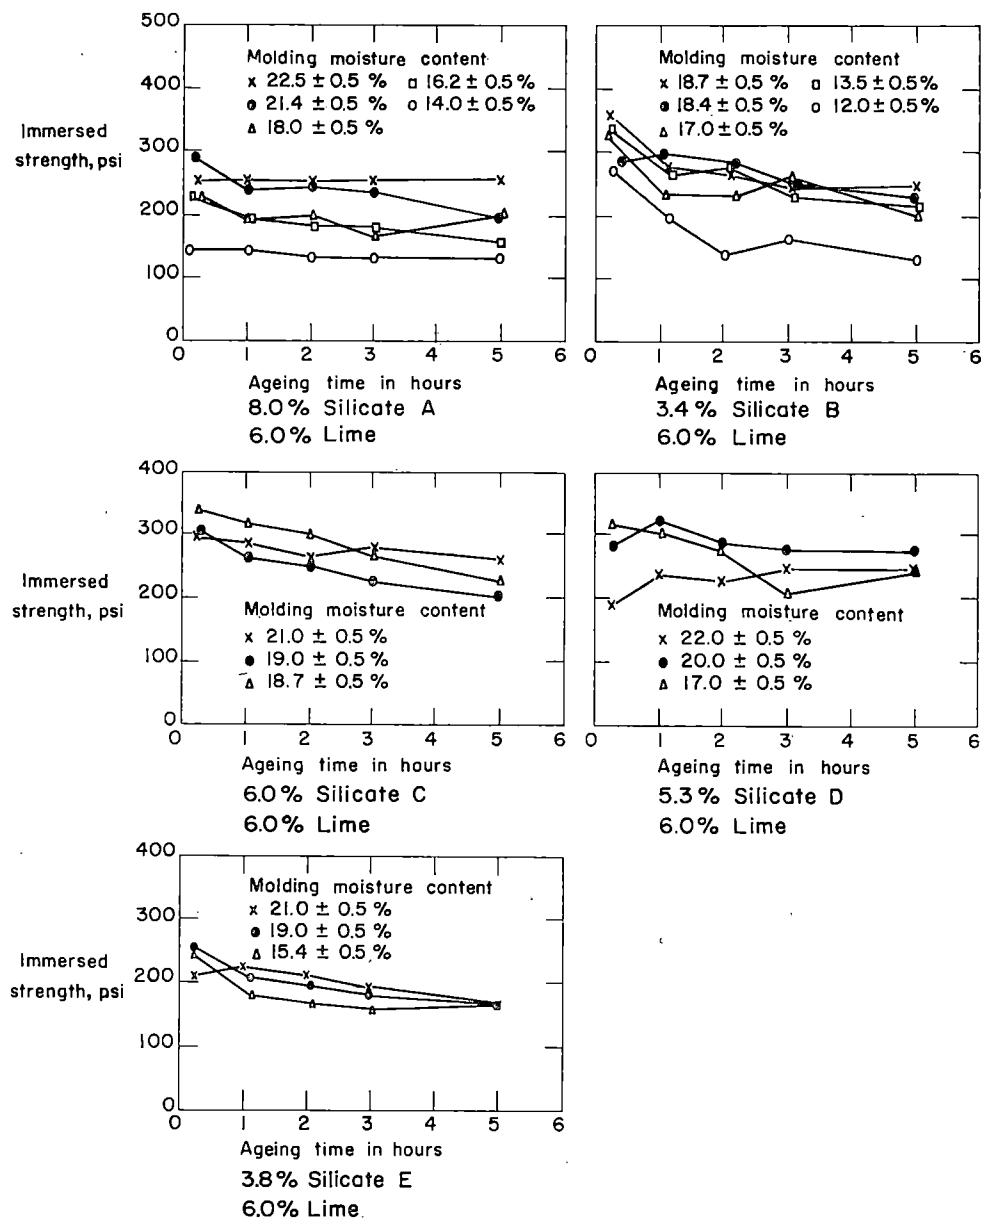 500
400
300
200
100
0
Immersed
strength, psi
Molding moisture content
x 22.5 ± 0.5 % □ 16.2 ± 0.5 %
● 21.4 ± 0.5 % ○ 14.0 ± 0.5 %
△ 18.0 ± 0.5 %
0 1 2 3 4 5 6
Ageing time in hours
8.0% Silicate A
6.0% Lime
Molding moisture content
x 18.7 ± 0.5 % □ 13.5 ± 0.5 %
● 18.4 ± 0.5 % ○ 12.0 ± 0.5 %
△ 17.0 ± 0.5 %
0 1 2 3 4 5 6
Ageing time in hours
3.4% Silicate B
6.0% Lime
400
300
200
100
0
Immersed
strength, psi
Molding moisture content
x 21.0 ± 0.5 %
● 19.0 ± 0.5 %
△ 18.7 ± 0.5 %
0 1 2 3 4 5 6
Ageing time in hours
6.0% Silicate C
6.0% Lime
Molding moisture content
x 22.0 ± 0.5 %
● 20.0 ± 0.5 %
△ 17.0 ± 0.5 %
0 1 2 3 4 5 6
Ageing time in hours
5.3% Silicate D
6.0% Lime
400
300
200
100
0
Immersed
strength, psi
Molding moisture content
x 21.0 ± 0.5 %
● 19.0 ± 0.5 %
△ 15.4 ± 0.5 %
0 1 2 3 4 5 6
Ageing time in hours
3.8% Silicate E
6.0% Lime.